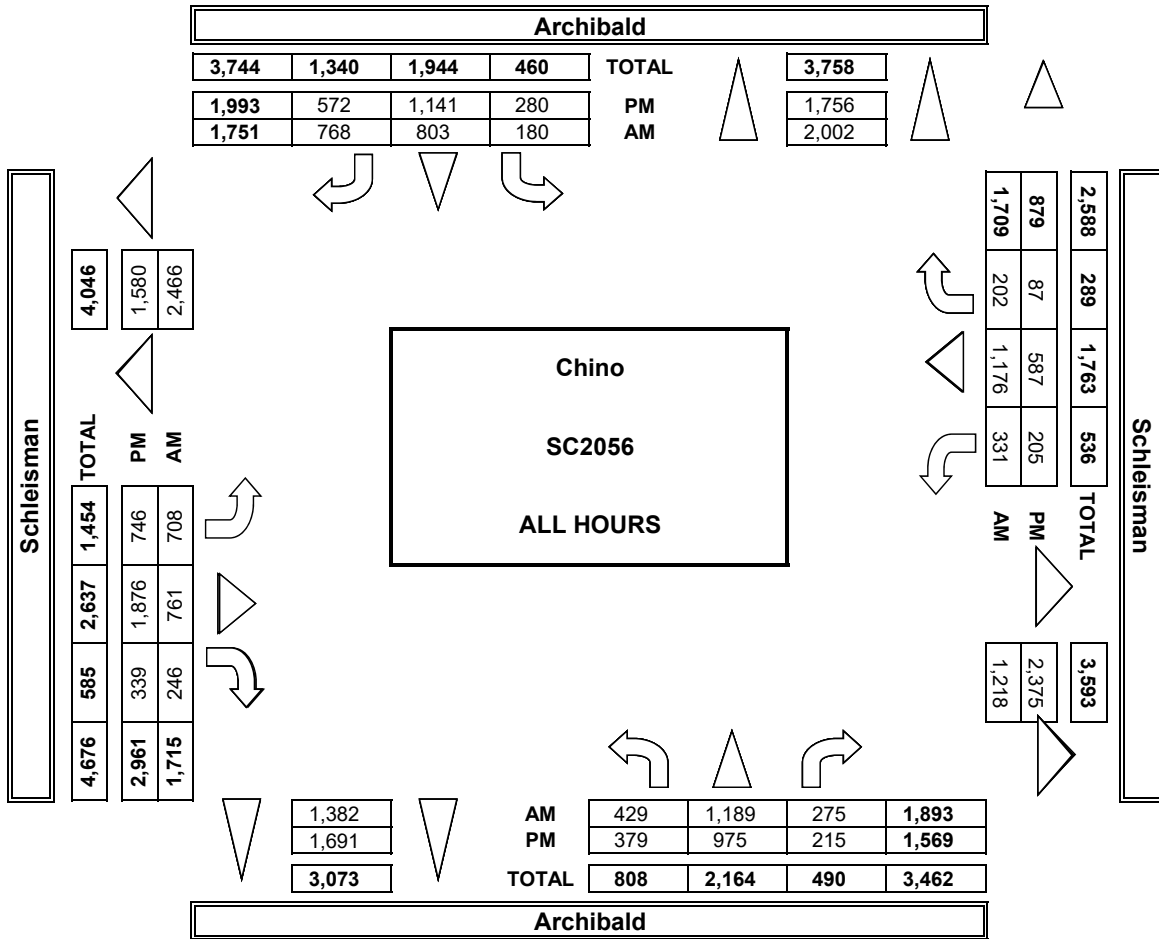 Archibald
3,744 1,340 1,944 460 TOTAL 3,758
1,993 572 1,141 280 PM 1,756
1,751 768 803 180 AM 2,002
Schleisman
4,046
1,580
2,466
TOTAL
PM
AM
1,454 2,637 585 4,676
746 1,876 339 2,961
708 761 246 1,715
Chino
SC2056
ALL HOURS
2,588 289 1,763 536 TOTAL 3,593
879 87 587 205 PM 2,375
1,709 202 1,176 331 AM 1,218
Schleisman
1,382 AM 429 1,189 275 1,893
1,691 PM 379 975 215 1,569
3,073 TOTAL 808 2,164 490 3,462
Archibald